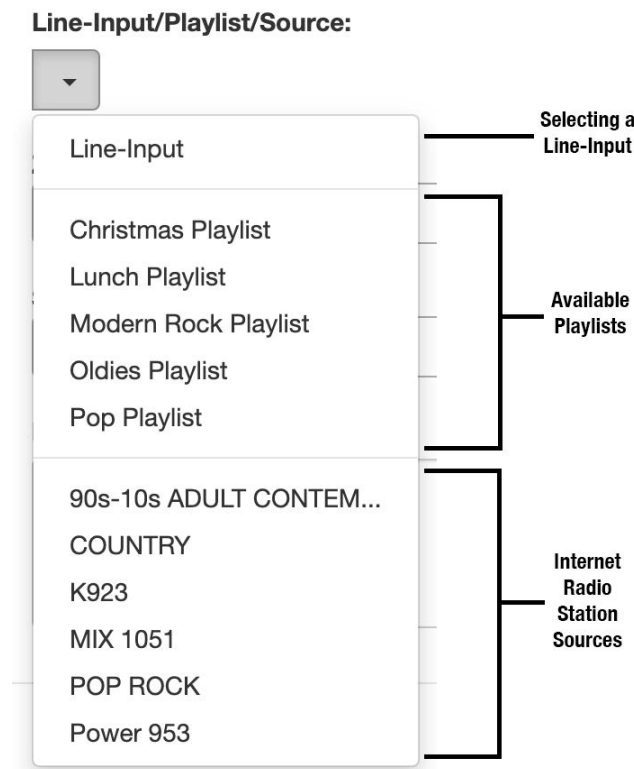 Line-Input/Playlist/Source:
Line-Input
Selecting a
Line-Input
Christmas Playlist
Lunch Playlist
Modern Rock Playlist
Oldies Playlist
Pop Playlist
Available
Playlists
90s-10s ADULT CONTEM...
COUNTRY
K923
MIX 1051
POP ROCK
Power 953
Internet
Radio
Station
Sources